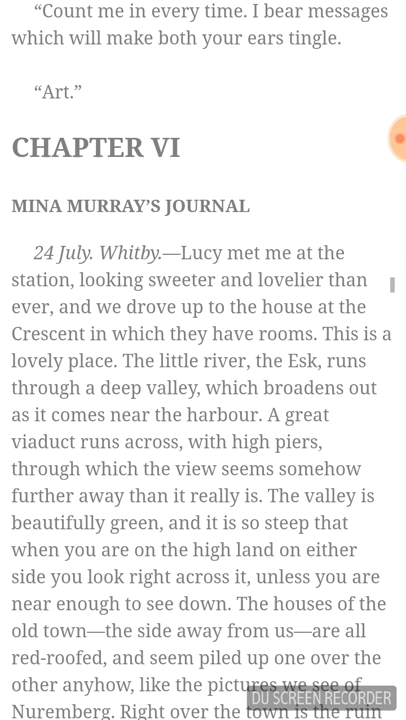 “Count me in every time. I bear messages
which will make both your ears tingle.
“Art.”
CHAPTER VI
MINA MURRAY’S JOURNAL
24 July. Whitby.—Lucy met me at the
station, looking sweeter and lovelier than
ever, and we drove up to the house at the
Crescent in which they have rooms. This is a
lovely place. The little river, the Esk, runs
through a deep valley, which broadens out
as it comes near the harbour. A great
viaduct runs across, with high piers,
through which the view seems somehow
further away than it really is. The valley is
beautifully green, and it is so steep that
when you are on the high land on either
side you look right across it, unless you are
near enough to see down. The houses of the
old town—the side away from us—are all
red-roofed, and seem piled up one over the
other anyhow, like the pictures we see of
Nuremberg. Right over the town is the ruin
DU SCREEN RECORDER